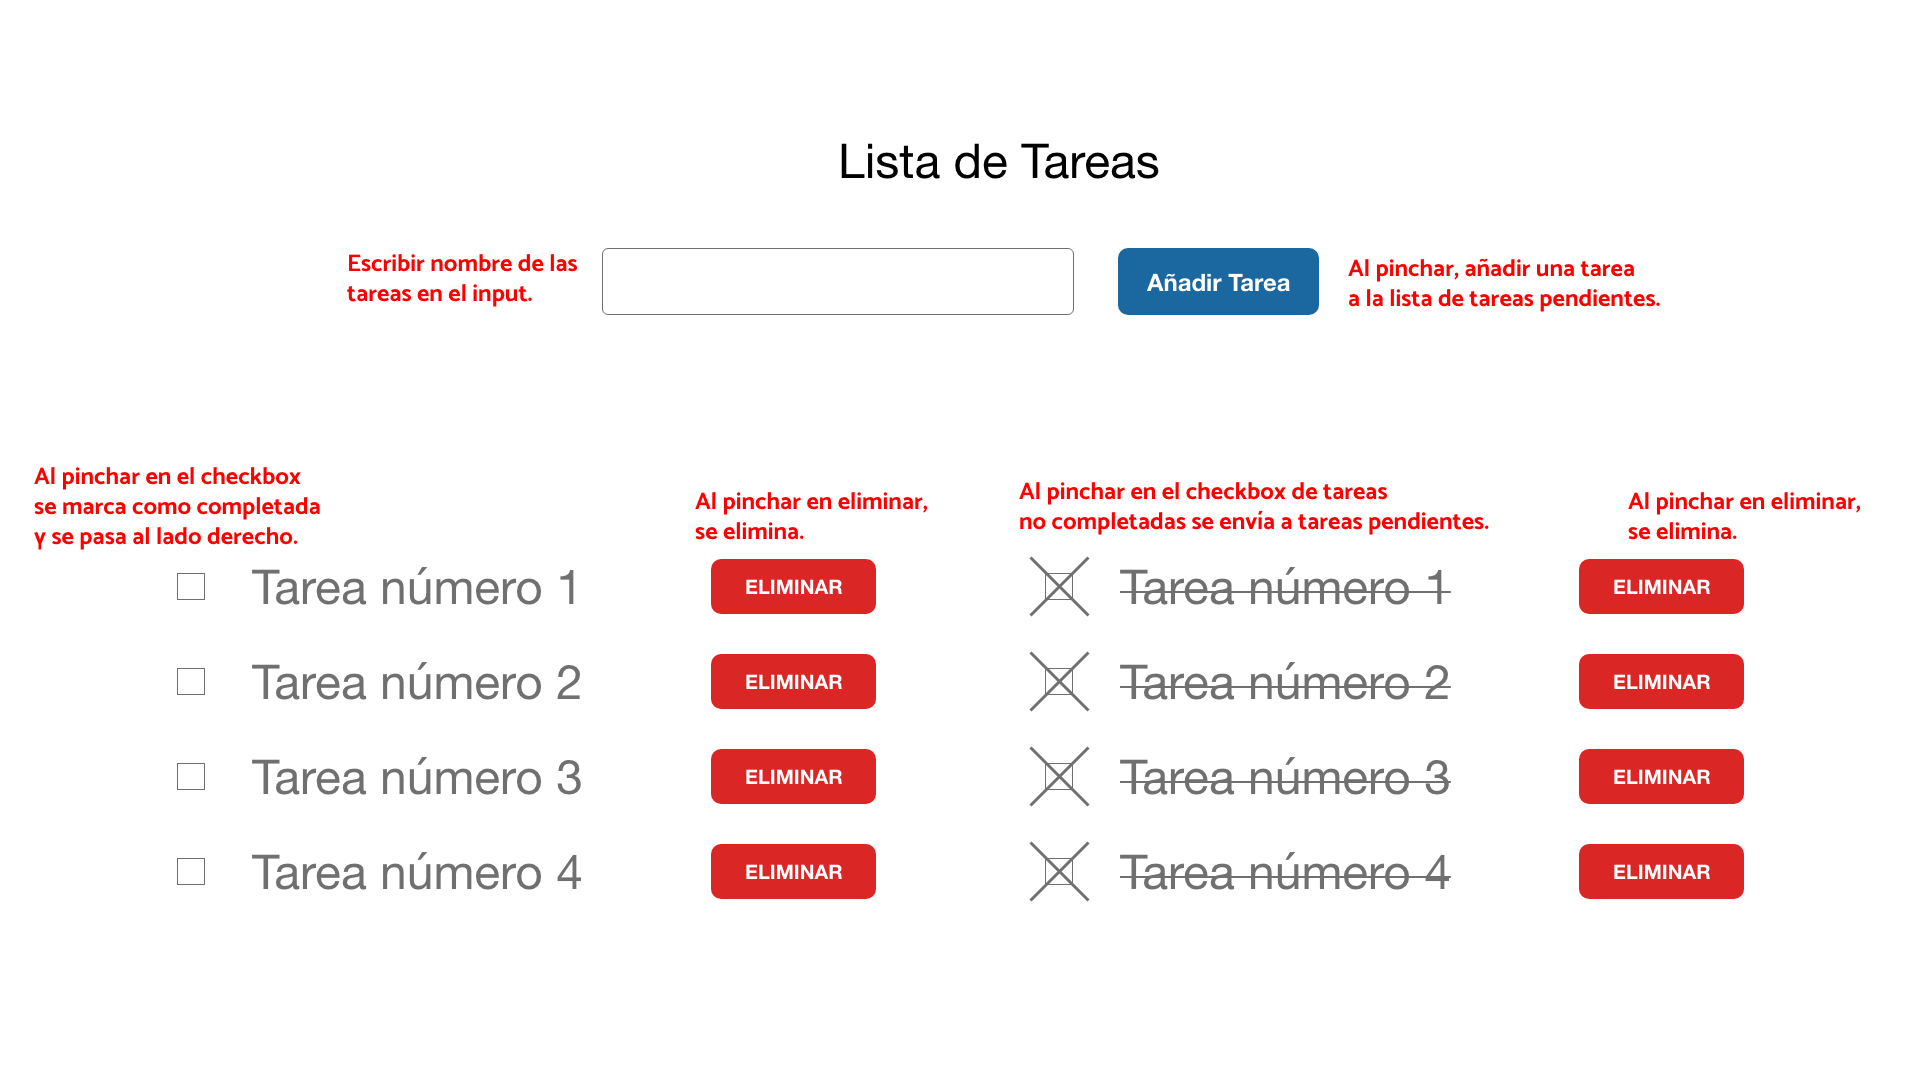 Lista de Tareas
Escribir nombre de las
tareas en el input.
Añadir Tarea
Al pinchar, añadir una tarea
a la lista de tareas pendientes.
Al pinchar en el checkbox
se marca como completada
y se pasa al lado derecho.
Al pinchar en eliminar,
se elimina.
Al pinchar en el checkbox de tareas
no completadas se envía a tareas pendientes.
Al pinchar en eliminar,
se elimina.
Tarea número 1
ELIMINAR
Tarea número 1
ELIMINAR
Tarea número 2
ELIMINAR
Tarea número 2
ELIMINAR
Tarea número 3
ELIMINAR
Tarea número 3
ELIMINAR
Tarea número 4
ELIMINAR
Tarea número 4
ELIMINAR